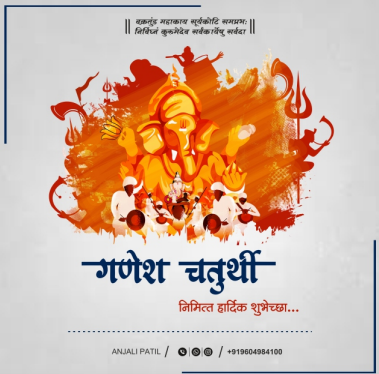 || वक्रतुंड महाकाय सूर्यकोटि समप्रभः
निर्विघ्नं कुरुमेदेव सर्वकार्येषु सर्वदा ||
गणेश चतुर्थी
निमित्त हार्दिक शुभेच्छा...
ANJALI PATIL / / +919604984100